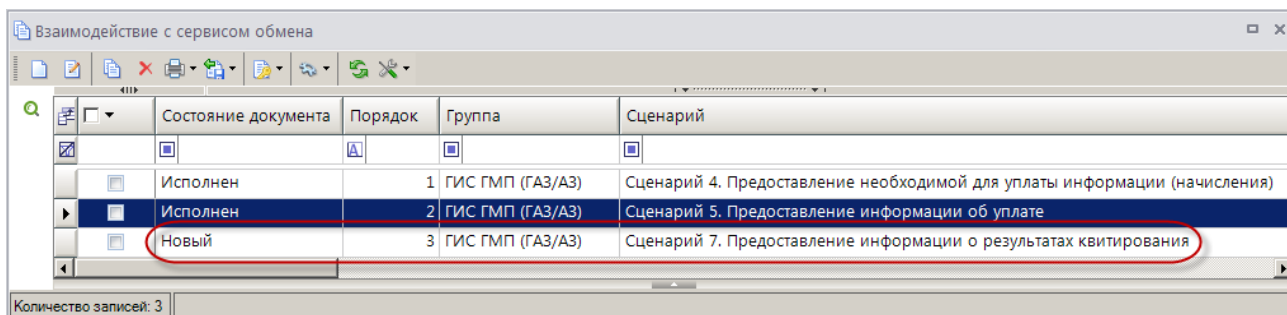 Взаимодействие с сервисом обмена
Состояние документа Порядок Группа Сценарий
A
Исполнен 1 ГИС ГМП (ГАЗ/АЗ) Сценарий 4. Предоставление необходимой для уплаты информации (начисления)
Исполнен 2 ГИС ГМП (ГАЗ/АЗ) Сценарий 5. Предоставление информации об уплате
Новый 3 ГИС ГМП (ГАЗ/АЗ) Сценарий 7. Предоставление информации о результатах квитирования
Количество записей: 3